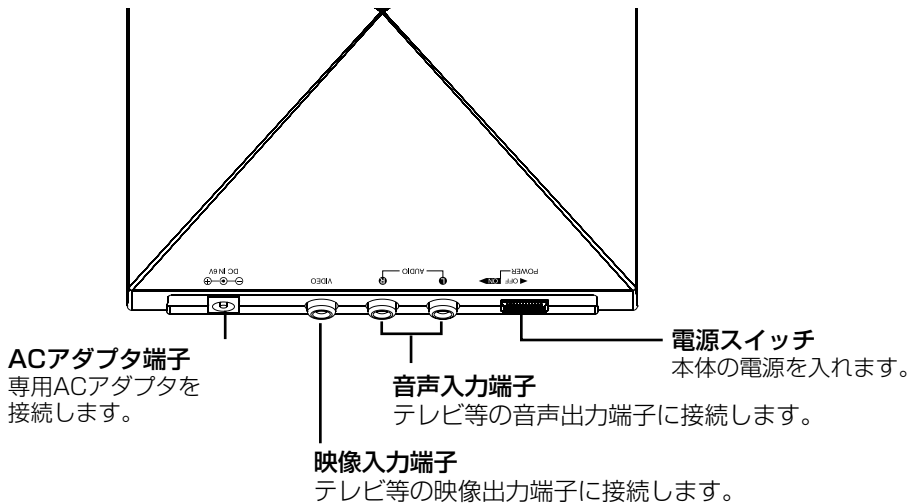 DC IN 6V
VIDEO
R AUDIO L
ON OFF
POWER
ACアダプタ端子
専用ACアダプタを
接続します。
電源スイッチ
本体の電源を入れます。
音声入力端子
テレビ等の音声出力端子に接続します。
映像入力端子
テレビ等の映像出力端子に接続します。